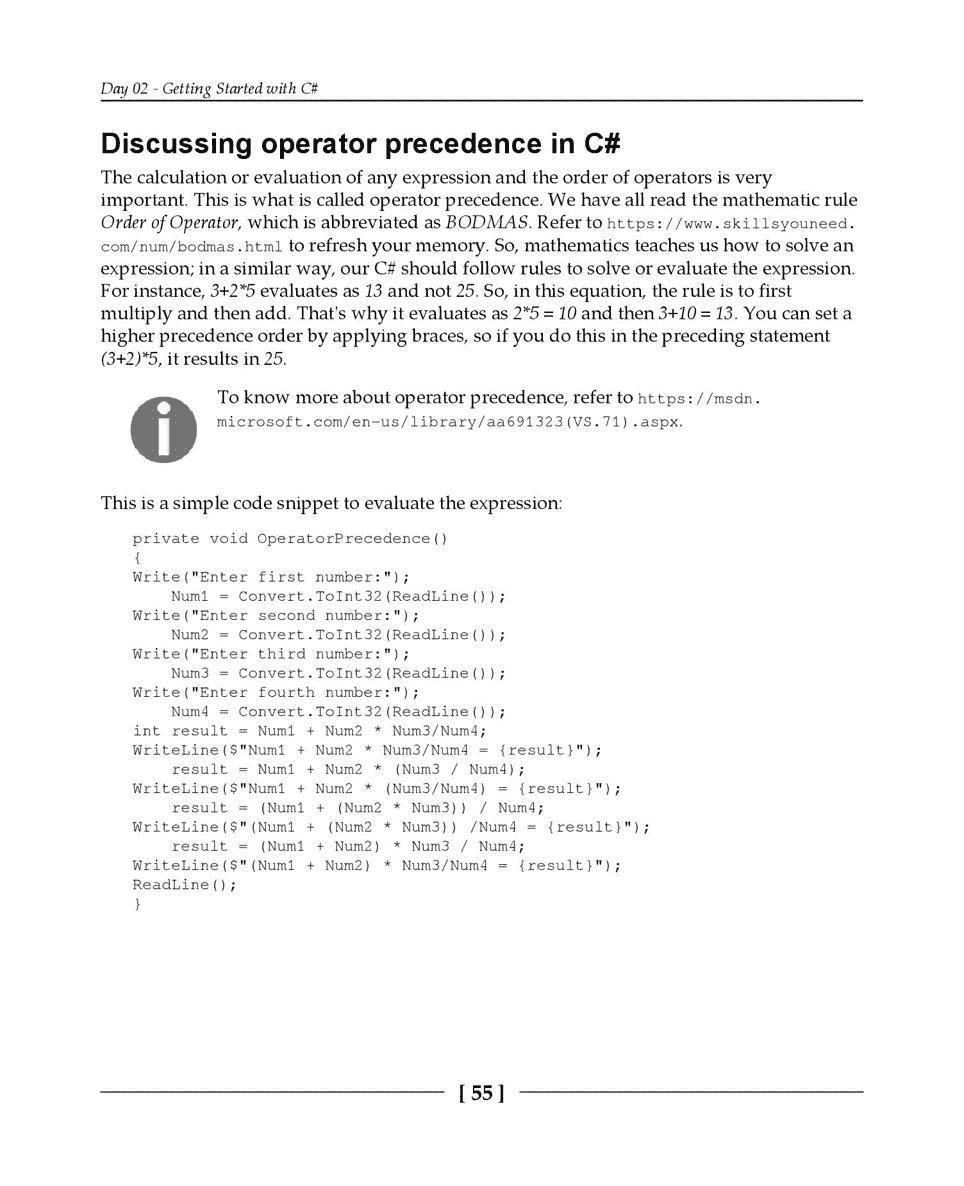 Day 02 - Getting Started with C#
Discussing operator precedence in C#
The calculation or evaluation of any expression and the order of operators is very
important. This is what is called operator precedence. We have all read the mathematic rule
Order of Operator, which is abbreviated as BODMAS. Refer to https://www.skillsyouneed.
com/num/bodmas.html to refresh your memory. So, mathematics teaches us how to solve an
expression; in a similar way, our C# should follow rules to solve or evaluate the expression.
For instance, 3+2*5 evaluates as 13 and not 25. So, in this equation, the rule is to first
multiply and then add. That's why it evaluates as 2*5 = 10 and then 3+10 = 13. You can set a
higher precedence order by applying braces, so if you do this in the preceding statement
(3+2)*5, it results in 25.
To know more about operator precedence, refer to https://msdn.
microsoft.com/en-us/library/aa691323(VS.71).aspx.
This is a simple code snippet to evaluate the expression:
private void OperatorPrecedence()
{
Write("Enter first number:");
    Num1 = Convert.ToInt32(ReadLine());
Write("Enter second number:");
    Num2 = Convert.ToInt32(ReadLine());
Write("Enter third number:");
    Num3 = Convert.ToInt32(ReadLine());
Write("Enter fourth number:");
    Num4 = Convert.ToInt32(ReadLine());
int result = Num1 + Num2 * Num3/Num4;
WriteLine($"Num1 + Num2 * Num3/Num4 = {result}");
    result = Num1 + Num2 * (Num3 / Num4);
WriteLine($"Num1 + Num2 * (Num3/Num4) = {result}");
    result = (Num1 + (Num2 * Num3)) / Num4;
WriteLine($"(Num1 + (Num2 * Num3)) /Num4 = {result}");
    result = (Num1 + Num2) * Num3 / Num4;
WriteLine($"(Num1 + Num2) * Num3/Num4 = {result}");
ReadLine();
}
[ 55 ]